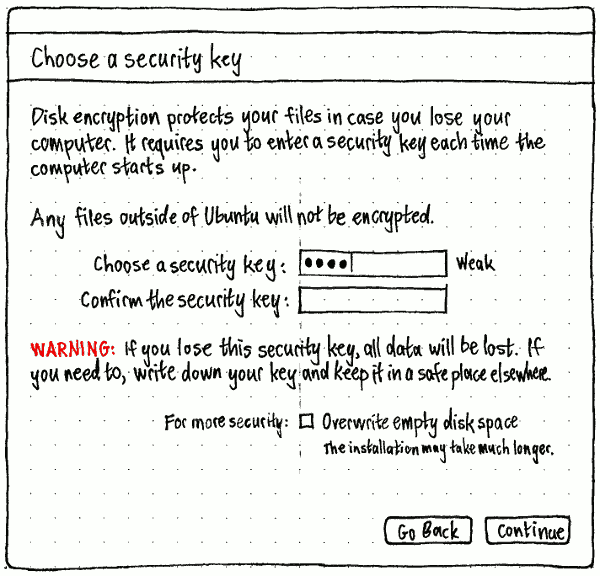 Choose a security key
Disk encryption protects your files in case you lose your
computer. It requires you to enter a security key each time the
computer starts up.
Any files outside of Ubuntu will not be encrypted.
Choose a security key: •••• Weak
Confirm the security key:
WARNING: If you lose this security key, all data will be lost. If
you need to, write down your key and keep it in a safe place elsewhere.
For more security: Overwrite empty disk space
The installation may take much longer.
Go Back Continue